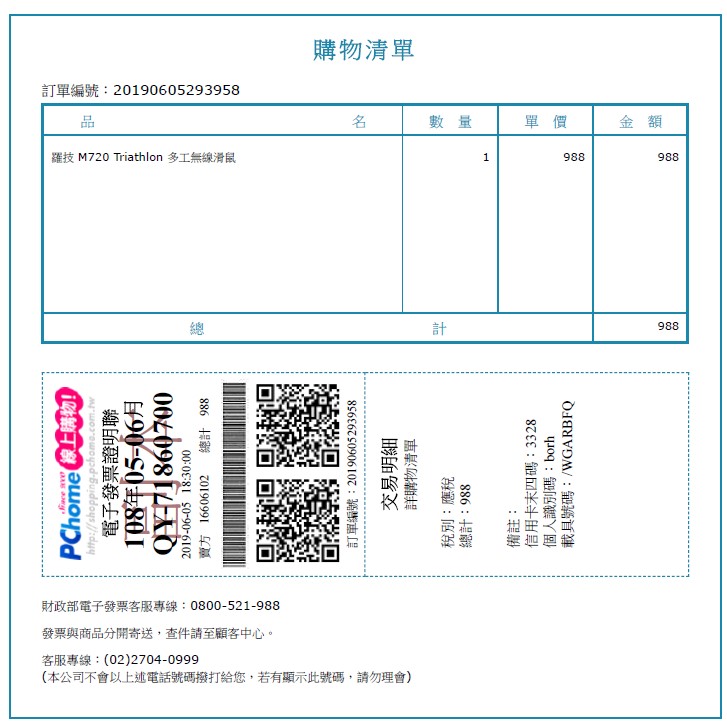 購物清單
訂單編號：20190605293958
品 名 數 量 單 價 金 額
羅技 M720 Triathlon 多工無線滑鼠 1 988 988
總 計 988
PChome 線上購物!
Since 2000
http://shopping.pchome.com.tw
電子發票證明聯
108年05-06月
QY-71860700
2019-06-05 18:30:00
賣方 16606102 總計 988
訂單編號：20190605293958
交易明細
詳購物清單
稅別：應稅
總計：988
備註：
信用卡末四碼：3328
個人識別碼：borh
載具號碼：/WGARBFQ
財政部電子發票客服專線：0800-521-988
發票與商品分開寄送，查件請至顧客中心。
客服專線：(02)2704-0999
(本公司不會以上述電話號碼撥打給您，若有顯示此號碼，請勿理會)